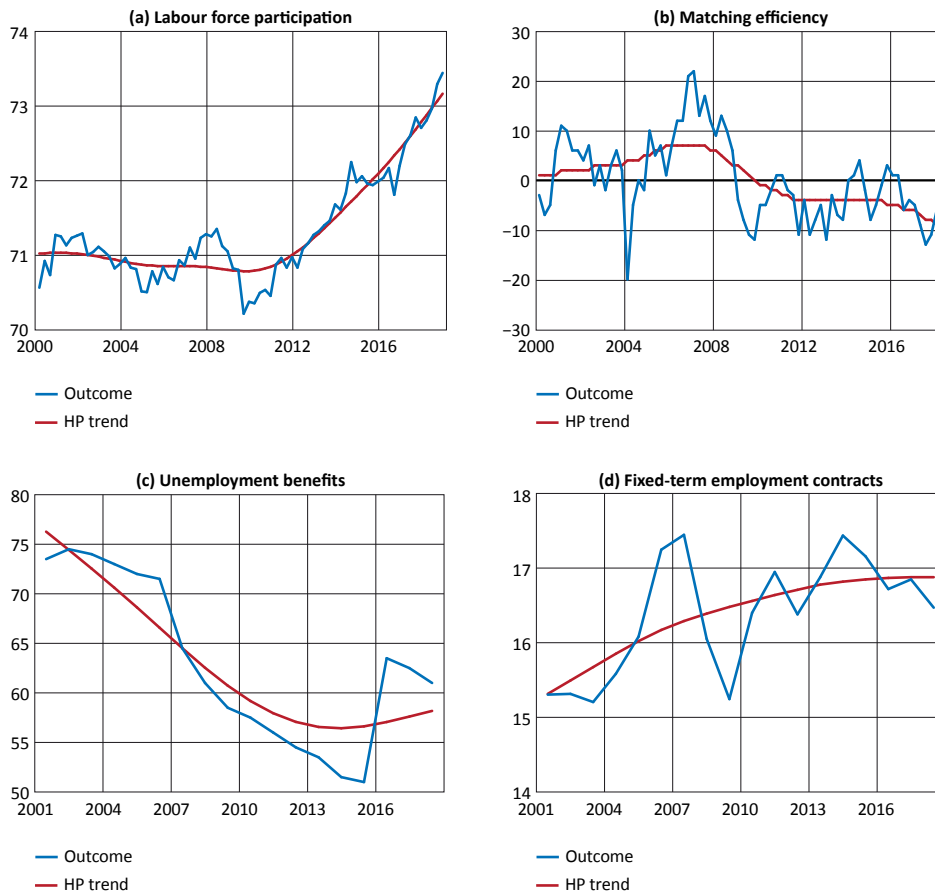 (a) Labour force participation
74
73
72
71
70
2000 2004 2008 2012 2016
Outcome
HP trend
(b) Matching efficiency
30
20
10
0
−10
−20
−30
2000 2004 2008 2012 2016
Outcome
HP trend
(c) Unemployment benefits
80
75
70
65
60
55
50
2001 2004 2007 2010 2013 2016
Outcome
HP trend
(d) Fixed-term employment contracts
18
17
16
15
14
2001 2004 2007 2010 2013 2016
Outcome
HP trend